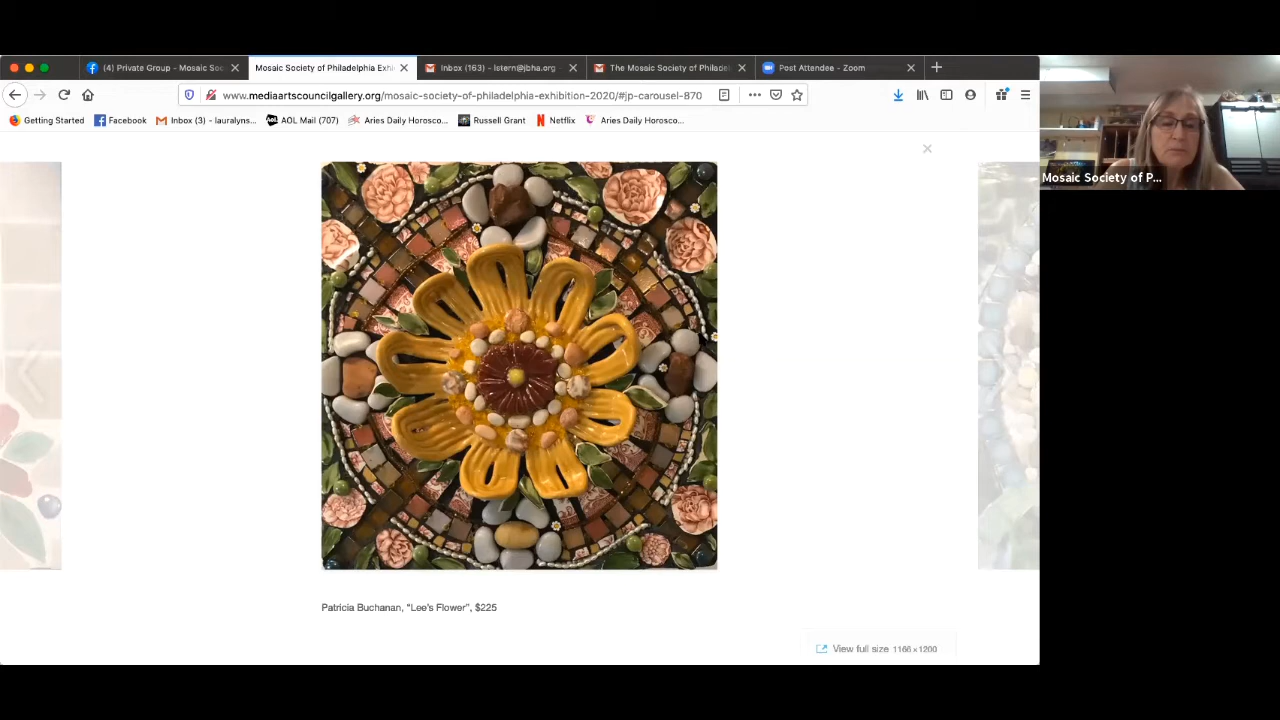 (4) Private Group - Mosaic Soc
Mosaic Society of Philadelphia Exhi
Inbox (163) - lstern@jbha.org
The Mosaic Society of Philadel
Post Attendee - Zoom
www.mediaartscouncilgallery.org/mosaic-society-of-philadelphia-exhibition-2020/#jp-carousel-870
Getting Started
Facebook
Inbox (3) - lauralyns...
AOL Mail (707)
Aries Daily Horosco...
Russell Grant
Netflix
Aries Daily Horosco...
Mosaic Society of P...
Patricia Buchanan, “Lee’s Flower”, $225
View full size 1166×1200